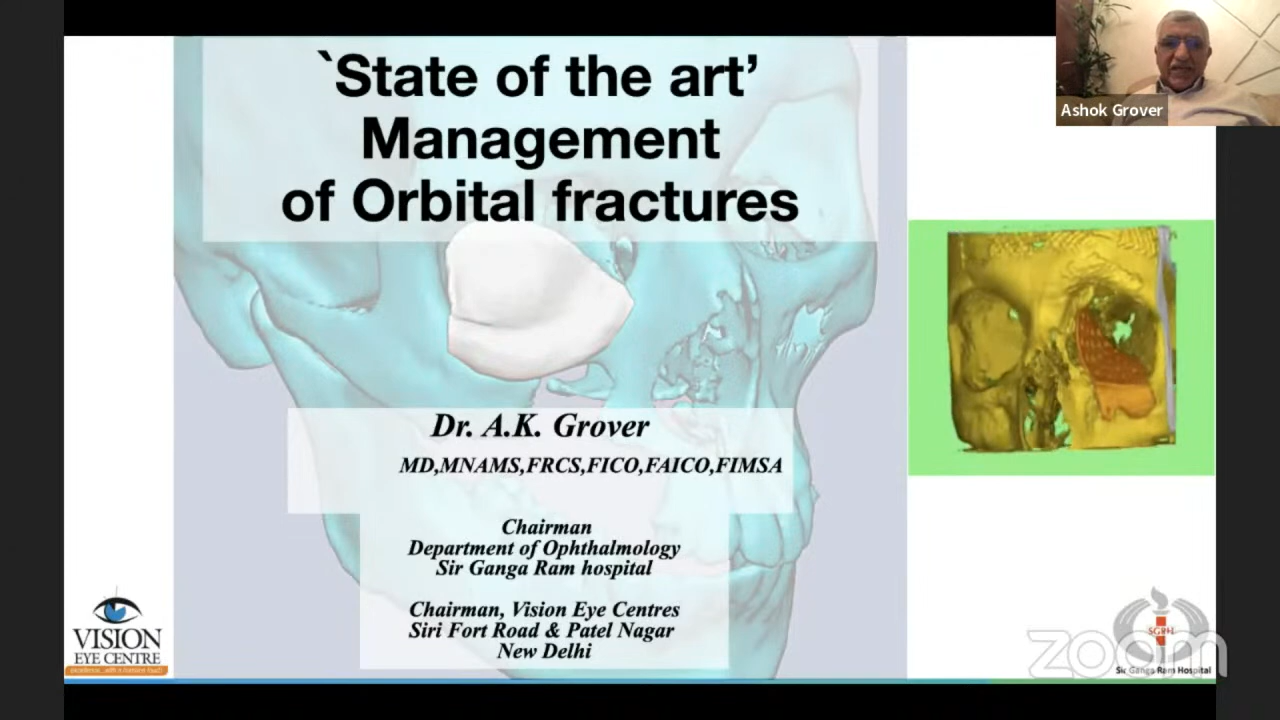 `State of the art’
Management
of Orbital fractures
Ashok Grover
Dr. A.K. Grover
MD,MNAMS,FRCS,FICO,FAICO,FIMSA
Chairman
Department of Ophthalmology
Sir Ganga Ram hospital
Chairman, Vision Eye Centres
Siri Fort Road & Patel Nagar
New Delhi
VISION
EYE CENTRE
SGRH
zoom
Sir Ganga Ram Hospital